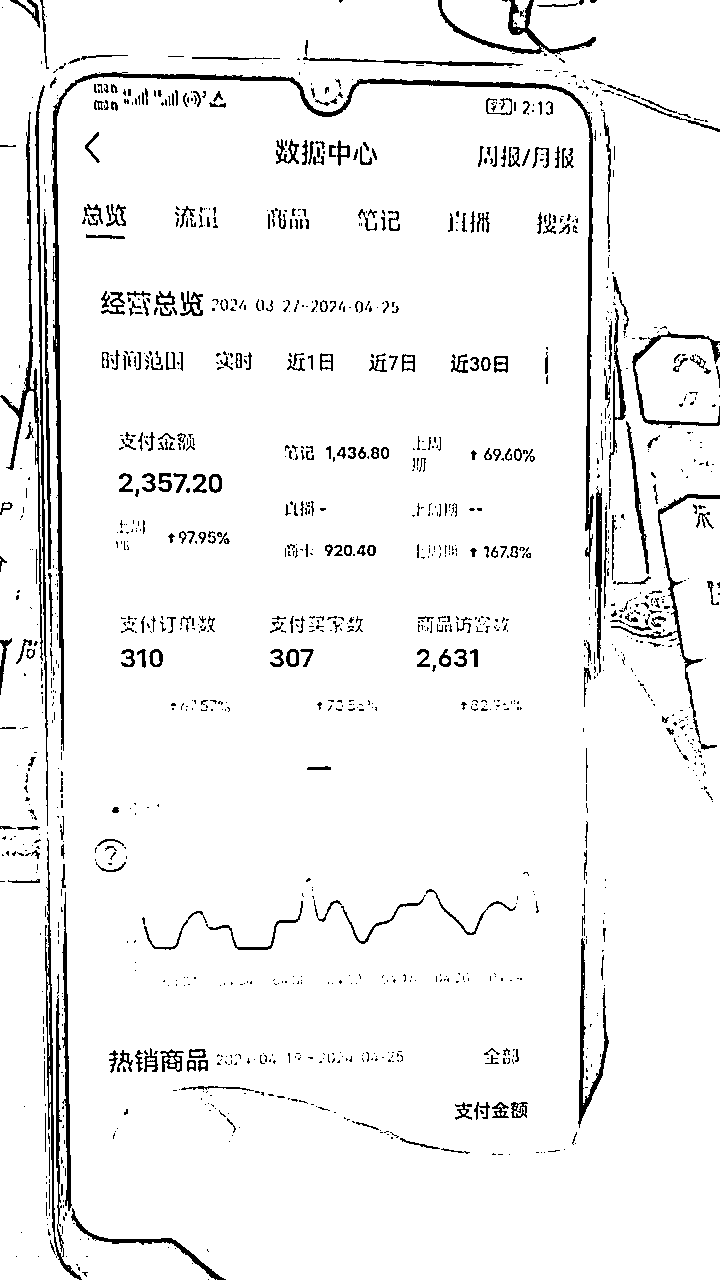 2:13
数据中心 周报/月报
总览 流量 商品 笔记 直播 搜索
经营总览 2024-03-27~2024-04-25
时间范围 实时 近1日 近7日 近30日
支付金额
2,357.20
上周期 ↑97.95%
笔记 1,436.80 上周期 ↑ 69.60%
直播 - 上周期 --
商卡 920.40 上周期 ↑ 167.8%
支付订单数 支付买家数 商品访客数
310 307 2,631
?
热销商品 2024-04-19~2024-04-25 全部
支付金额